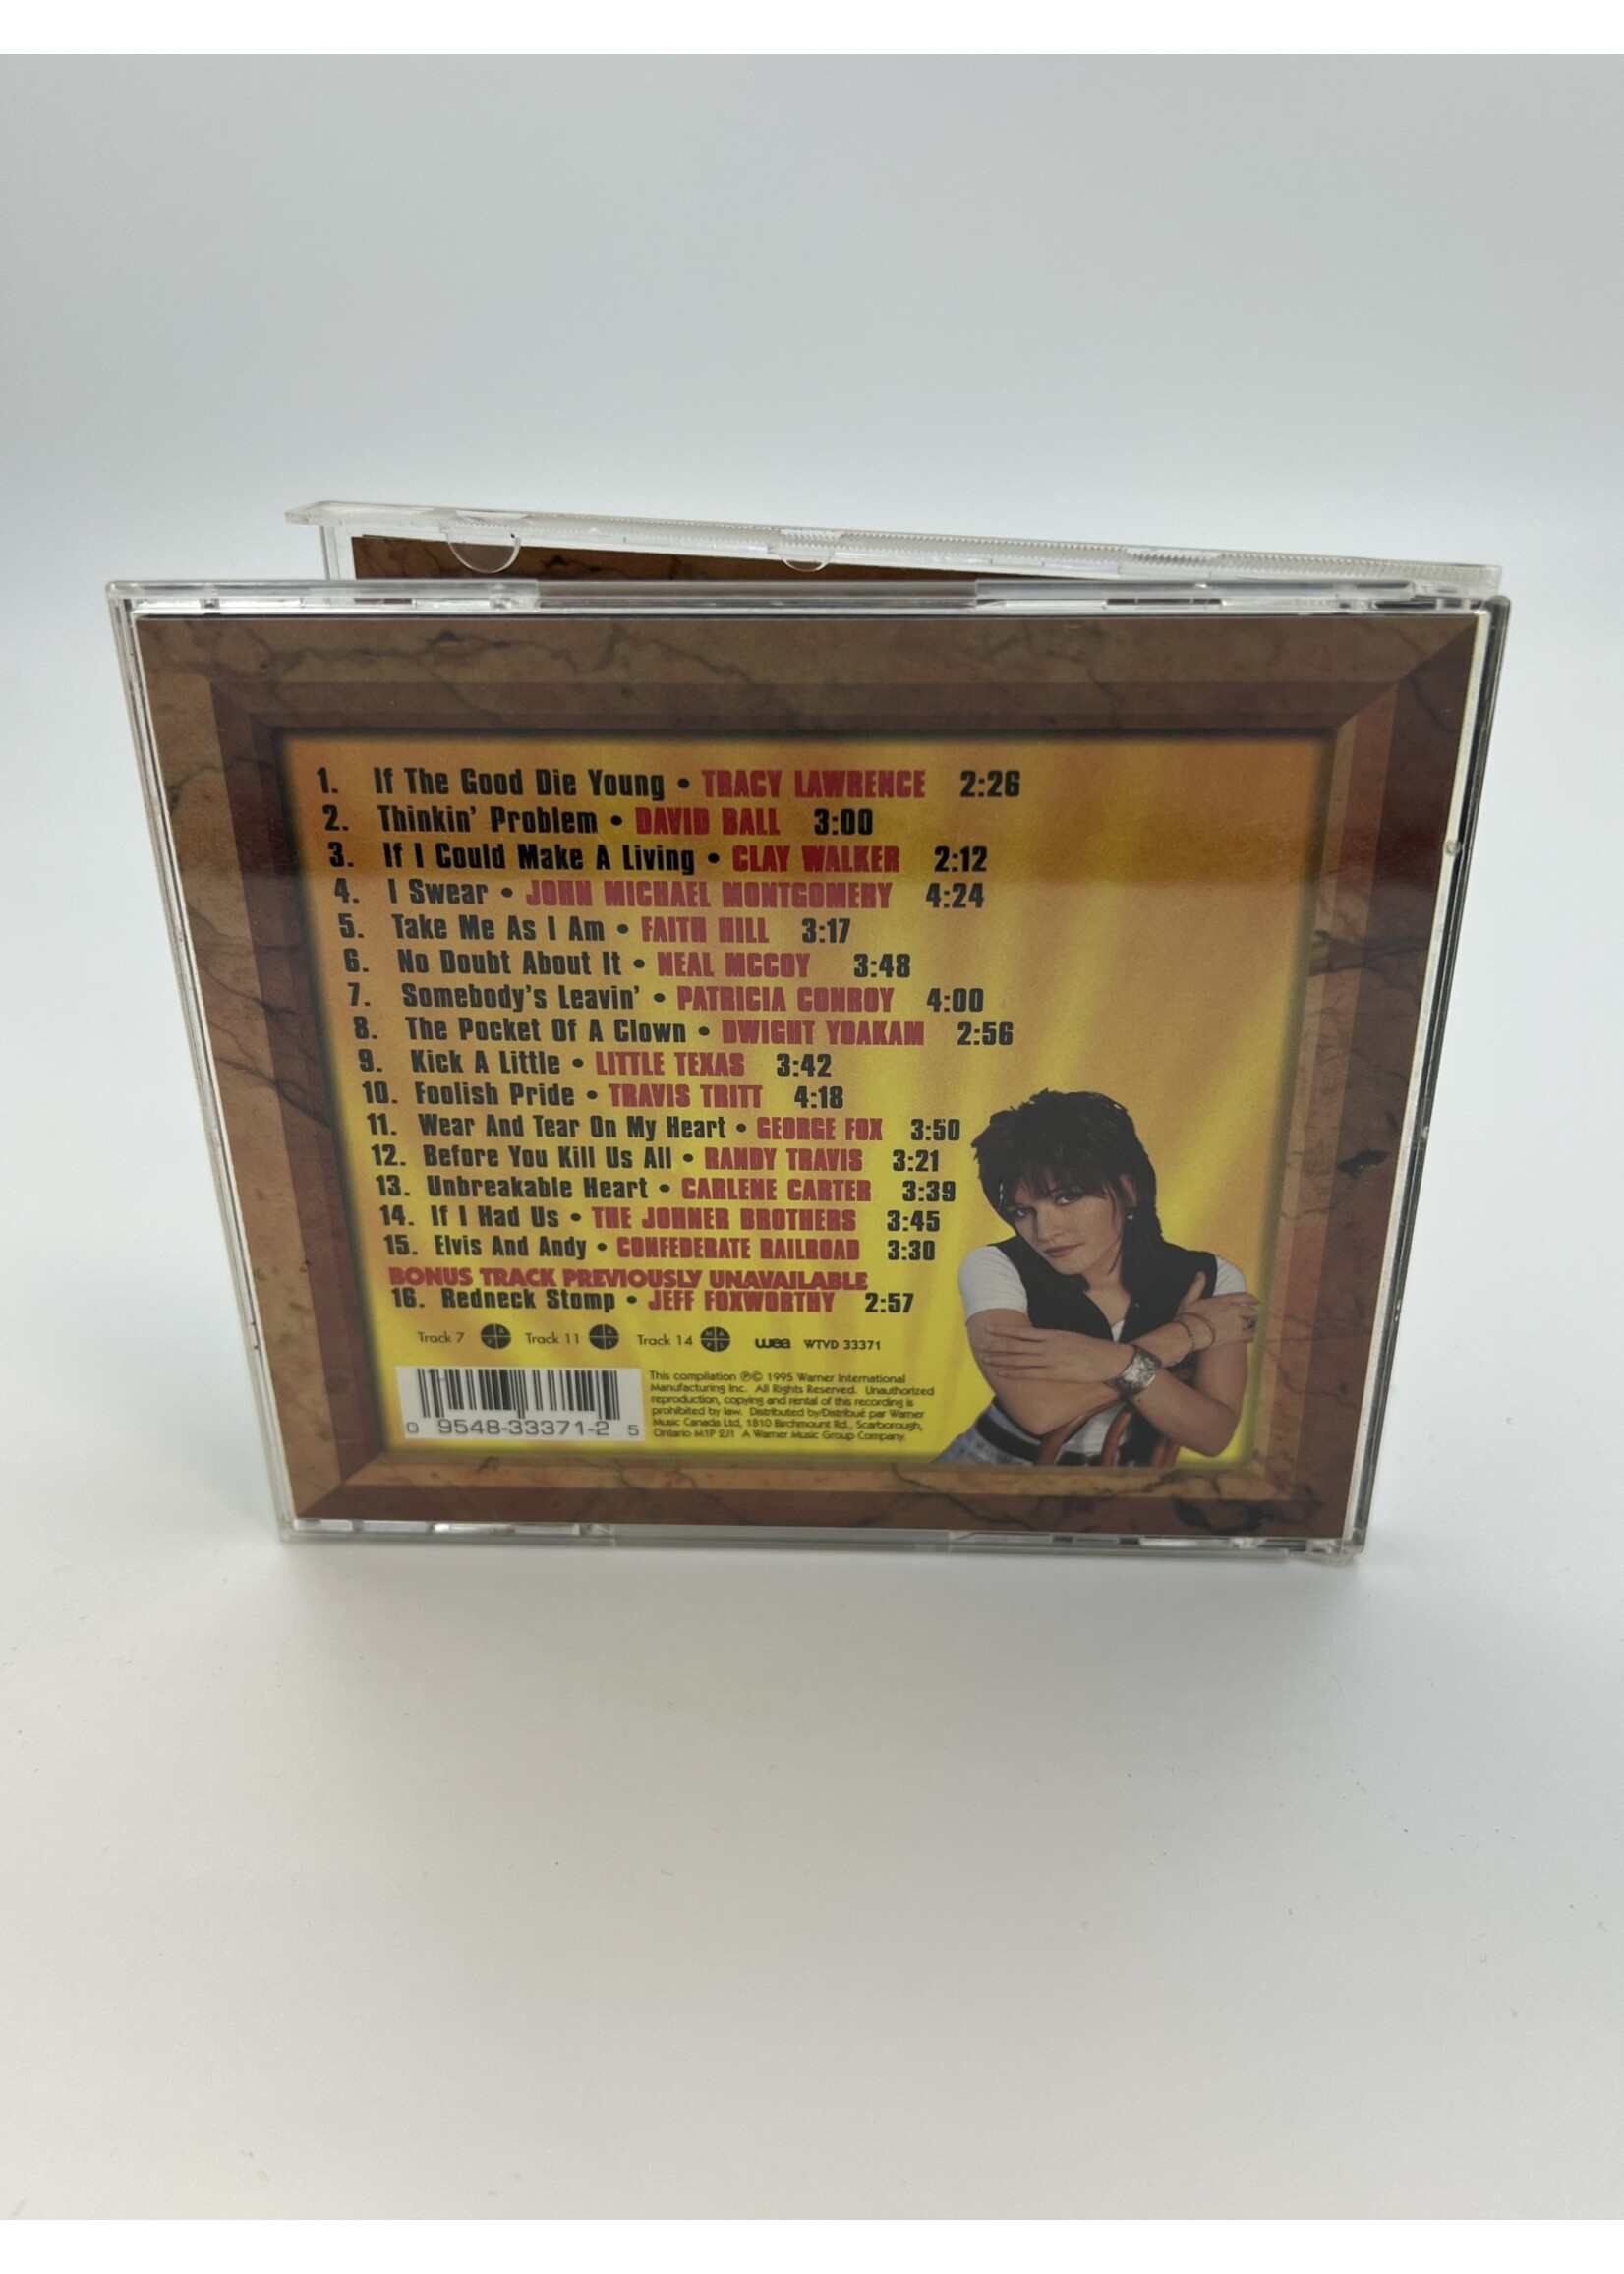 1. If The Good Die Young • TRACY LAWRENCE 2:26
2. Thinkin' Problem • DAVID BALL 3:00
3. If I Could Make A Living • CLAY WALKER 2:12
4. I Swear • JOHN MICHAEL MONTGOMERY 4:24
5. Take Me As I Am • FAITH HILL 3:17
6. No Doubt About It • NEAL MCCOY 3:48
7. Somebody's Leavin' • PATRICIA CONROY 4:00
8. The Pocket Of A Clown • DWIGHT YOAKAM 2:56
9. Kick A Little • LITTLE TEXAS 3:42
10. Foolish Pride • TRAVIS TRITT 4:18
11. Wear And Tear On My Heart • GEORGE FOX 3:50
12. Before You Kill Us All • RANDY TRAVIS 3:21
13. Unbreakable Heart • CARLENE CARTER 3:39
14. If I Had Us • THE JOHNER BROTHERS 3:45
15. Elvis And Andy • CONFEDERATE RAILROAD 3:30
BONUS TRACK PREVIOUSLY UNAVAILABLE
16. Redneck Stomp • JEFF FOXWORTHY 2:57
Track 7 Track 11 Track 14 wea WTVD 33371
This compilation ℗© 1995 Warner International
Manufacturing Inc. All Rights Reserved. Unauthorized
reproduction, copying and rental of this recording is
prohibited by law. Distributed by/Distribué par Warner
Music Canada Ltd, 1810 Birchmount Rd., Scarborough,
Ontario M1P 2J1 A Warner Music Group Company.
0 9548-33371-2 5